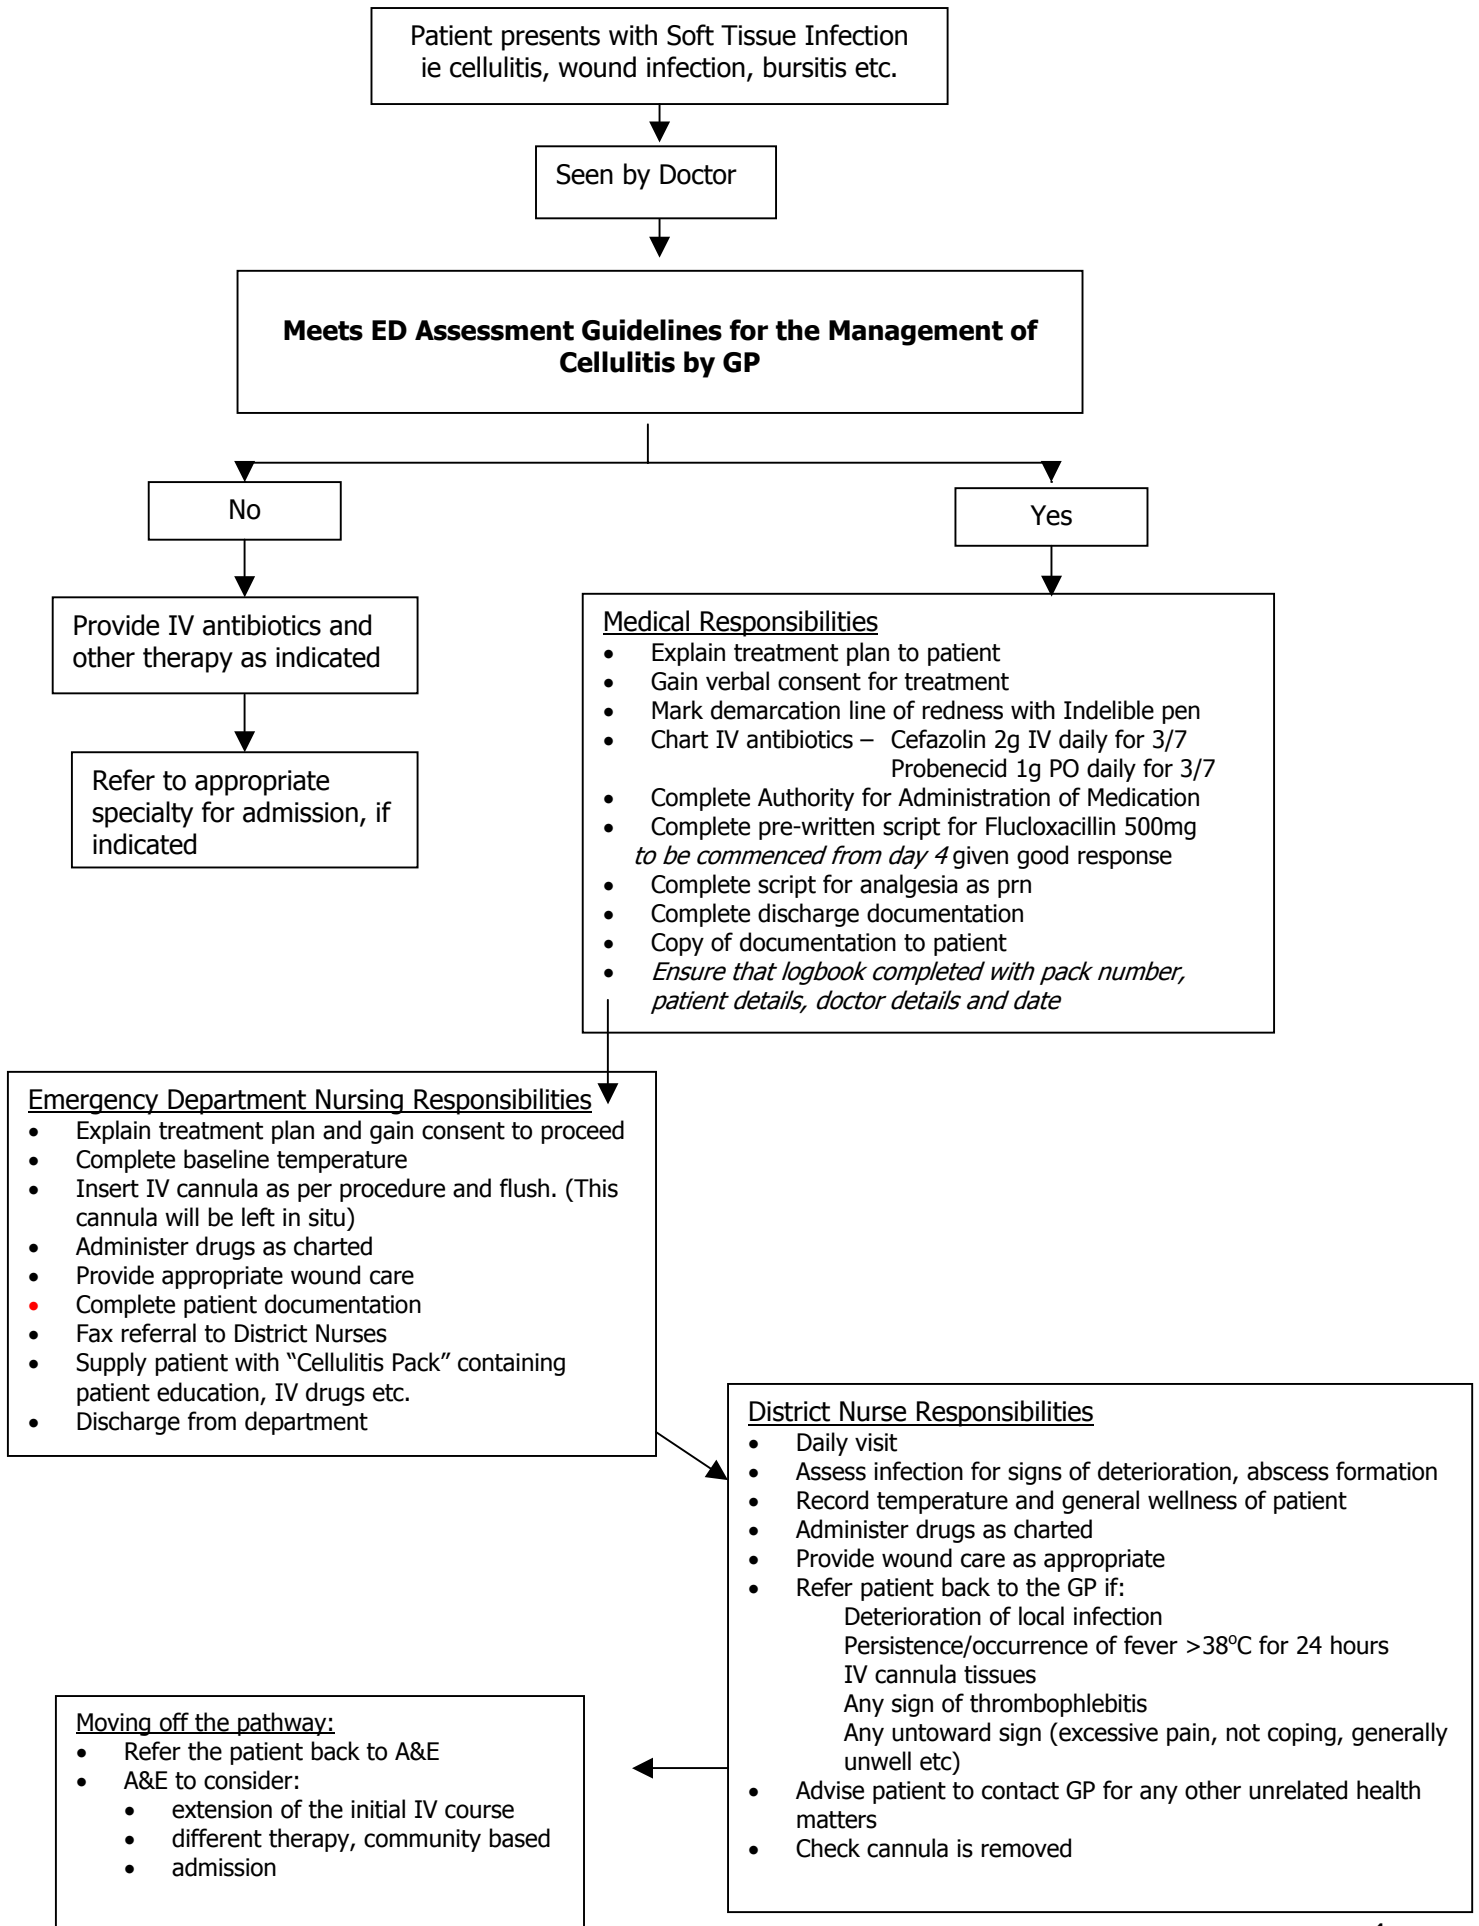 Patient presents with Soft Tissue Infection
ie cellulitis, wound infection, bursitis etc.
Seen by Doctor
Meets ED Assessment Guidelines for the Management of
Cellulitis by GP
No
Yes
Provide IV antibiotics and
other therapy as indicated
Refer to appropriate
specialty for admission, if
indicated
Medical Responsibilities
• Explain treatment plan to patient
• Gain verbal consent for treatment
• Mark demarcation line of redness with Indelible pen
• Chart IV antibiotics – Cefazolin 2g IV daily for 3/7
Probenecid 1g PO daily for 3/7
• Complete Authority for Administration of Medication
• Complete pre-written script for Flucloxacillin 500mg
to be commenced from day 4 given good response
• Complete script for analgesia as prn
• Complete discharge documentation
• Copy of documentation to patient
• Ensure that logbook completed with pack number,
patient details, doctor details and date
Emergency Department Nursing Responsibilities
• Explain treatment plan and gain consent to proceed
• Complete baseline temperature
• Insert IV cannula as per procedure and flush. (This
cannula will be left in situ)
• Administer drugs as charted
• Provide appropriate wound care
• Complete patient documentation
• Fax referral to District Nurses
• Supply patient with “Cellulitis Pack” containing
patient education, IV drugs etc.
• Discharge from department
District Nurse Responsibilities
• Daily visit
• Assess infection for signs of deterioration, abscess formation
• Record temperature and general wellness of patient
• Administer drugs as charted
• Provide wound care as appropriate
• Refer patient back to the GP if:
Deterioration of local infection
Persistence/occurrence of fever >38°C for 24 hours
IV cannula tissues
Any sign of thrombophlebitis
Any untoward sign (excessive pain, not coping, generally
unwell etc)
• Advise patient to contact GP for any other unrelated health
matters
• Check cannula is removed
Moving off the pathway:
• Refer the patient back to A&E
• A&E to consider:
• extension of the initial IV course
• different therapy, community based
• admission